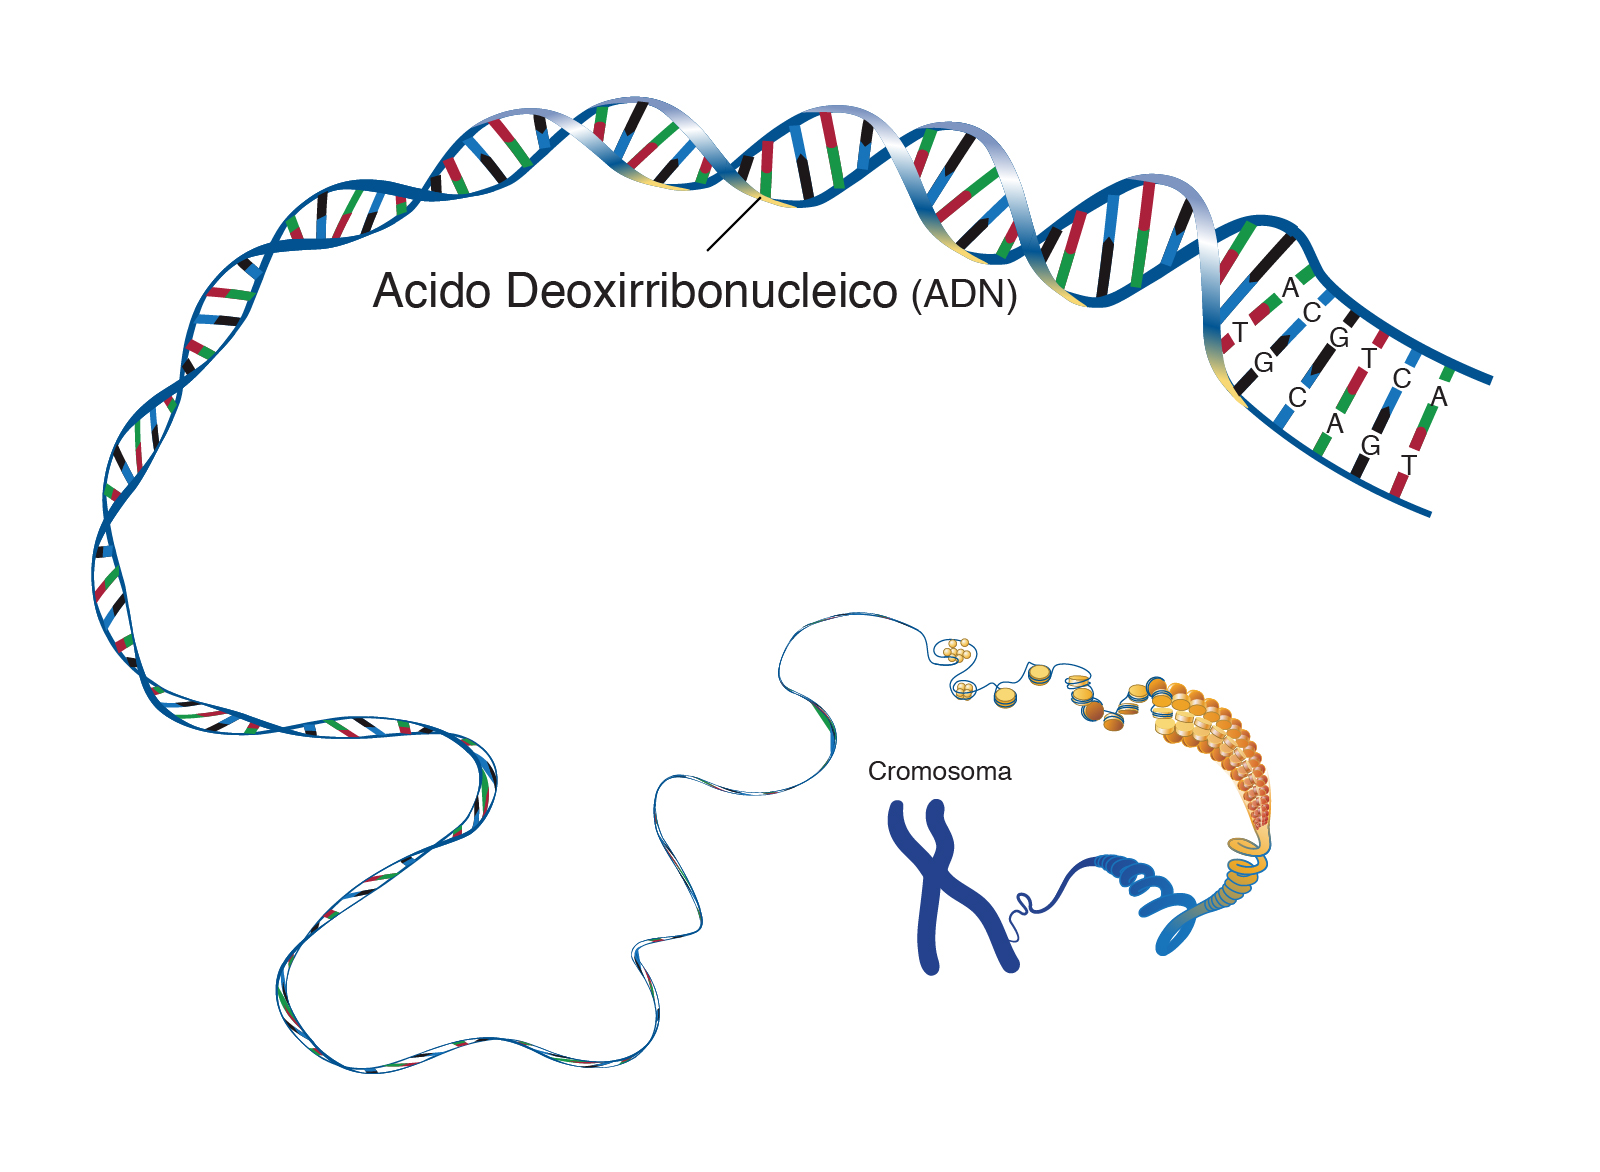 Acido Deoxirribonucleico (ADN)
A C G T C A
T G C A G T
Cromosoma